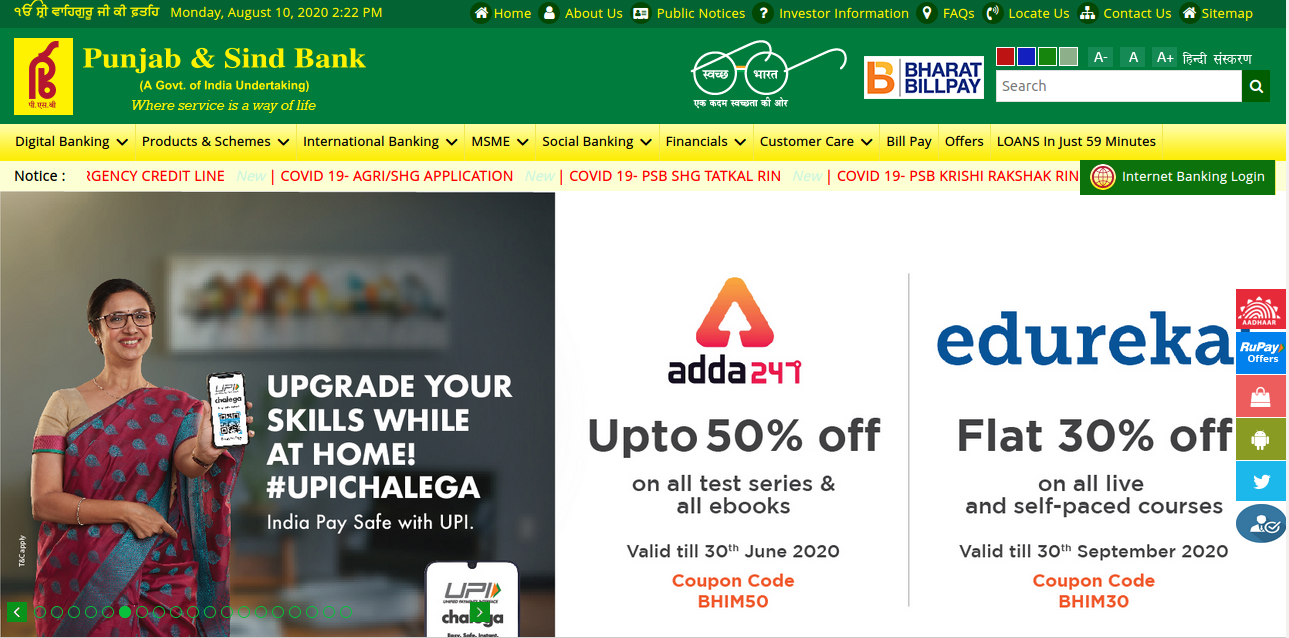 ੴ ਸ੍ਰੀ ਵਾਹਿਗੁਰੂ ਜੀ ਕੀ ਫ਼ਤਹਿ Monday, August 10, 2020 2:22 PM Home About Us Public Notices ? Investor Information FAQs Locate Us Contact Us Sitemap
Punjab & Sind Bank
(A Govt. of India Undertaking)
Where service is a way of life
पी.एस.बी
स्वच्छ भारत
एक कदम स्वच्छता की ओर
B BHARAT
BILLPAY
A- A A+ हिन्दी संस्करण
Search
Digital Banking Products & Schemes International Banking MSME Social Banking Financials Customer Care Bill Pay Offers LOANS In Just 59 Minutes
Notice : RGENCY CREDIT LINE New | COVID 19- AGRI/SHG APPLICATION New | COVID 19- PSB SHG TATKAL RIN New | COVID 19- PSB KRISHI RAKSHAK RIN Internet Banking Login
UPI
chalega
UPGRADE YOUR
SKILLS WHILE
AT HOME!
#UPICHALEGA
India Pay Safe with UPI.
T&C apply
UPI
UNIFIED PAYMENTS INTERFACE
chalega
Easy. Safe. Instant.
adda247
Upto 50% off
on all test series &
all ebooks
Valid till 30th June 2020
Coupon Code
BHIM50
edureka
Flat 30% off
on all live
and self-paced courses
Valid till 30th September 2020
Coupon Code
BHIM30
AADHAAR
RuPay
Offers